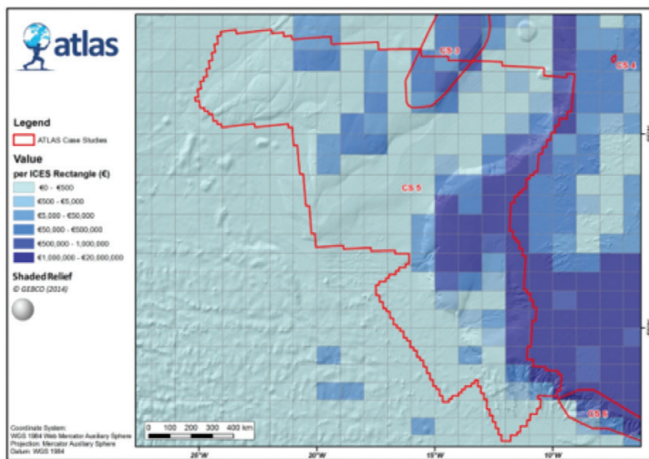 atlas
Legend
ATLAS Case Studies
Value
per ICES Rectangle (€)
€0 - €500
€500 - €5,000
€5,000 - €50,000
€50,000 - €500,000
€500,000 - 1,000,000
€1,000,000 - €20,000,000
Shaded Relief
© GEBCO (2014)
Coordinate System:
WGS 1984 Web Mercator Auxiliary Sphere
Projection: Mercator Auxiliary Sphere
Datum: WGS 1984
CS 3
CS 4
CS 5
0 100 200 300 400 km
20°W
15°W
10°W